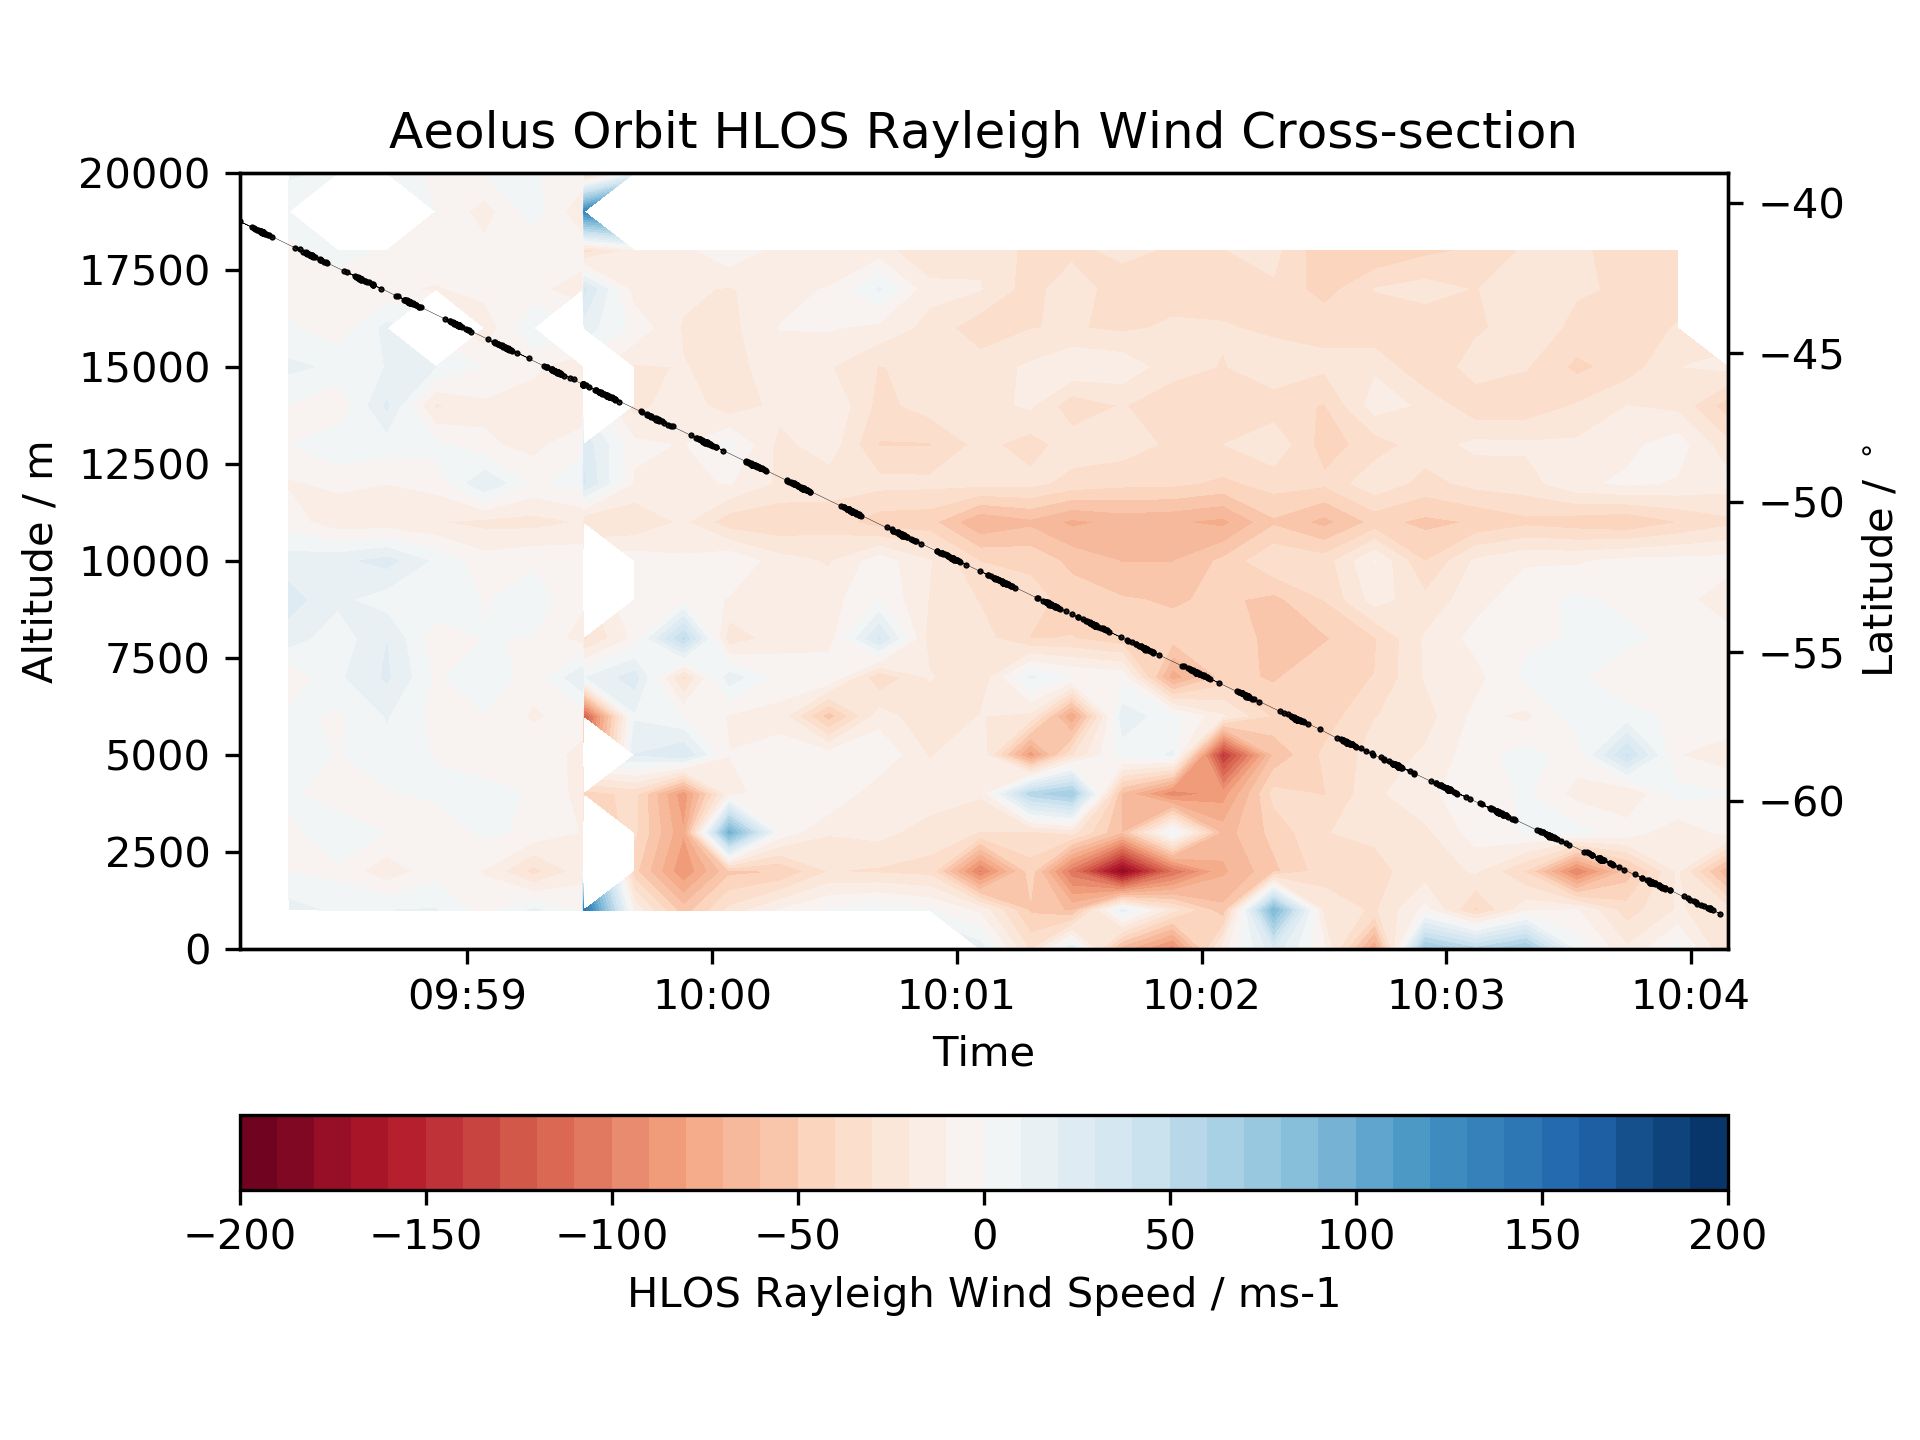 Aeolus Orbit HLOS Rayleigh Wind Cross-section
20000
17500
15000
12500
10000
7500
5000
2500
0
Altitude / m
−40
−45
−50
−55
−60
Latitude / °
09:59 10:00 10:01 10:02 10:03 10:04
Time
−200 −150 −100 −50 0 50 100 150 200
HLOS Rayleigh Wind Speed / ms-1